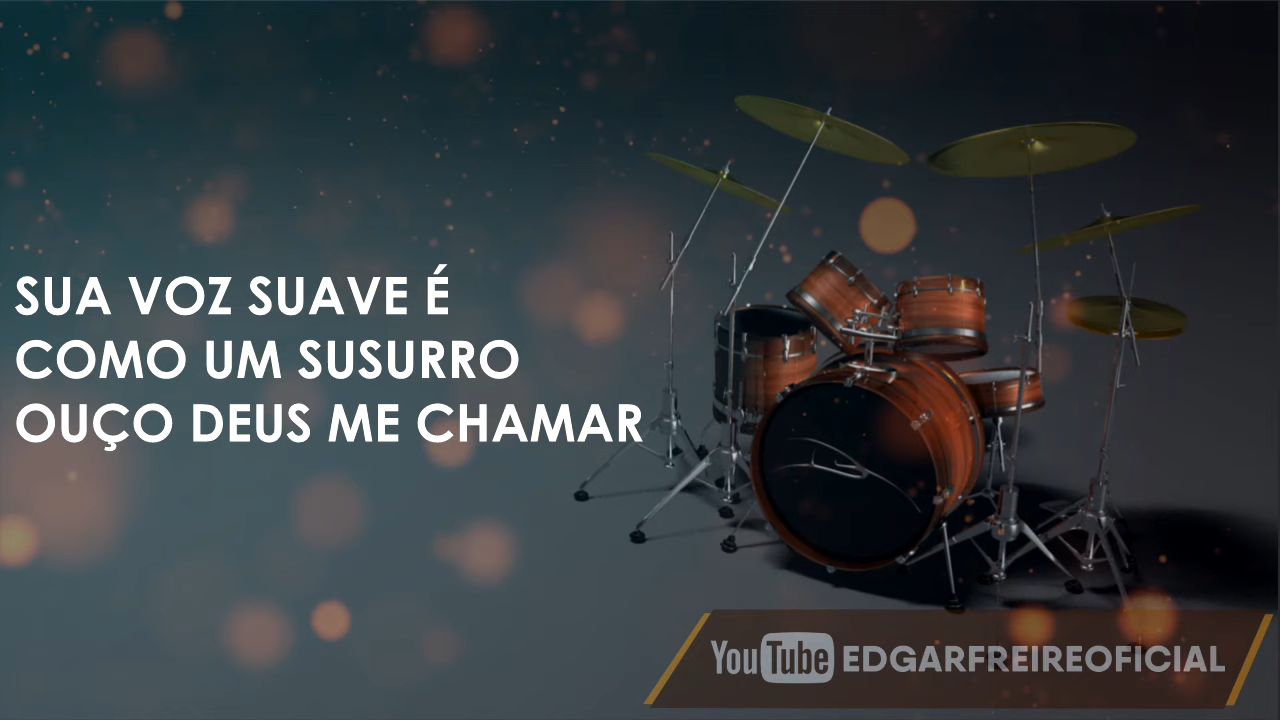 SUA VOZ SUAVE É
COMO UM SUSURRO
OUÇO DEUS ME CHAMAR
YouTube EDGARFREIREOFICIAL